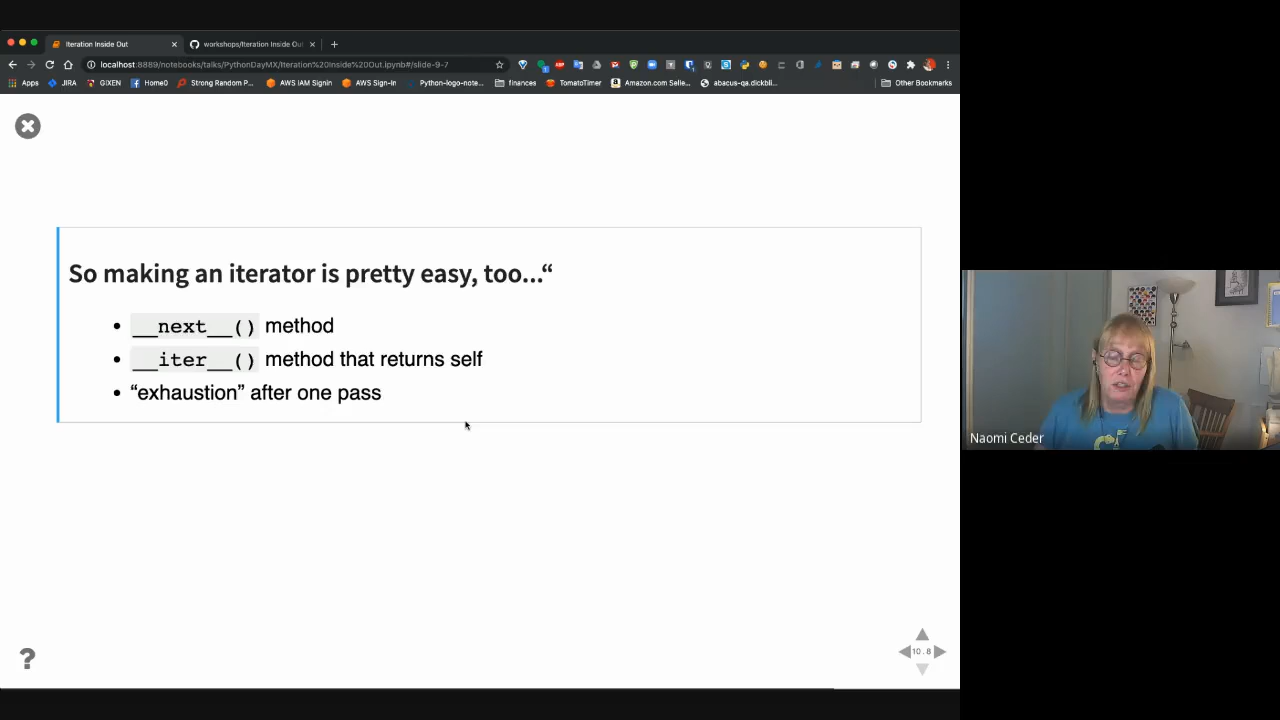 Iteration Inside Out
workshops/Iteration Inside Out
localhost:8889/notebooks/talks/PythonDayMX/Iteration%20Inside%20Out.ipynb#/slide-9-7
Apps
JIRA
GIXEN
Home0
Strong Random P...
AWS IAM Signin
AWS Sign-In
Python-logo-note...
finances
TomatoTimer
Amazon.com Selle...
abacus-qa.dickbli...
Other Bookmarks
So making an iterator is pretty easy, too...“
• __next__() method
• __iter__() method that returns self
• “exhaustion” after one pass
Naomi Ceder
?
10.8